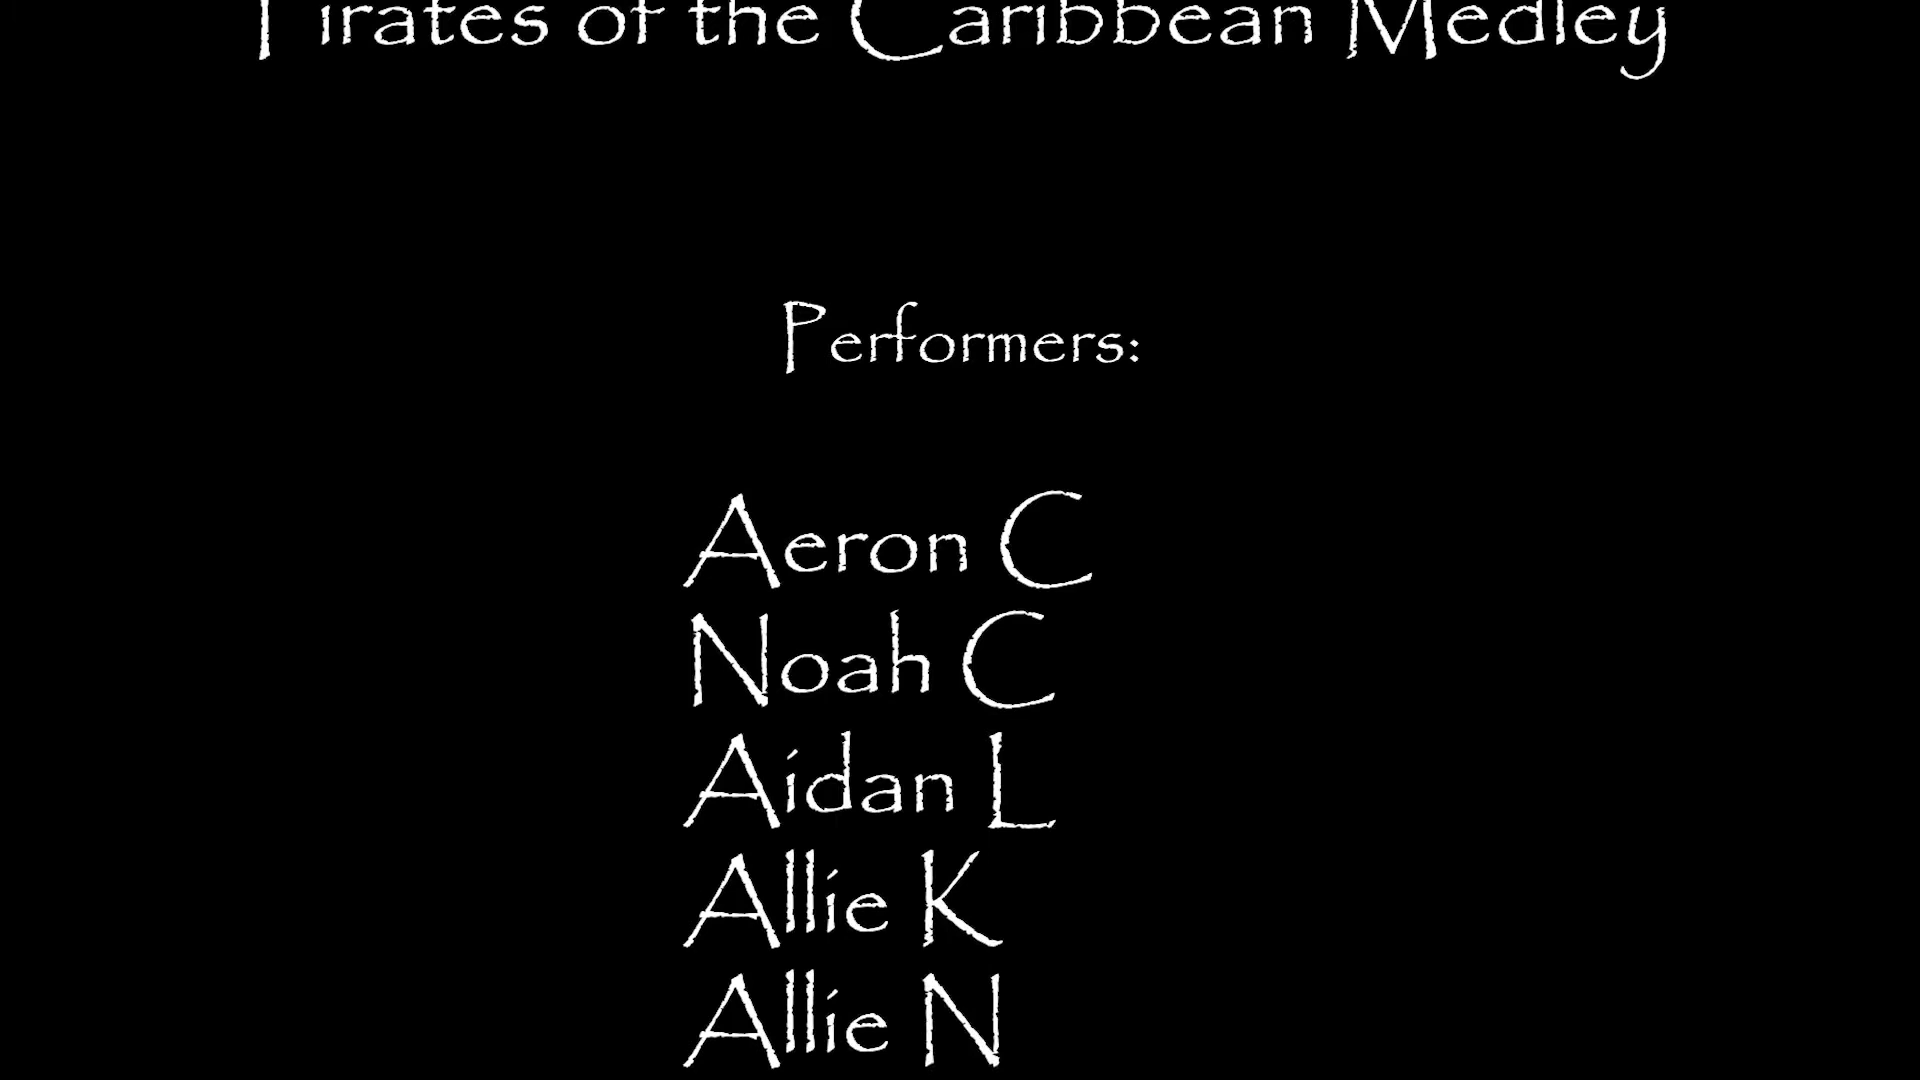 Pirates of the Caribbean Medley
Performers:
Aeron C
Noah C
Aidan L
Allie K
Allie N